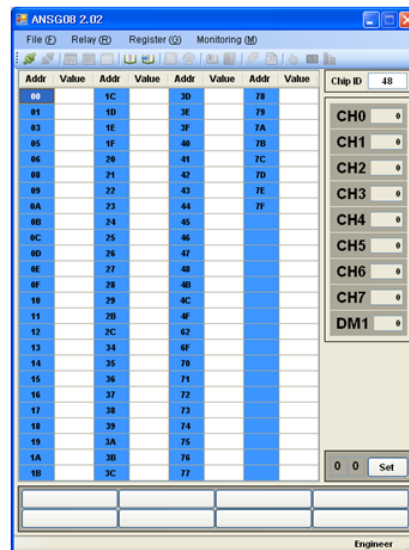 ANSG08 2.02
File (F) Relay (R) Register (G) Monitoring (M)
Addr Value Addr Value Addr Value Addr Value Chip ID 48
00 1C 3D 78
01 1D 3E 79
03 1E 3F 7A
05 1F 40 7B
06 20 41 7C
08 21 42 7D
09 22 43 7E
0A 23 44 7F
0B 24 45
0C 25 46
0D 26 47
0E 27 48
0F 28 4B
10 29 4C
11 2B 4F
12 2C 62
13 34 6F
14 35 70
15 36 71
16 37 72
17 38 73
18 39 74
19 3A 75
1A 3B 76
1B 3C 77
CH0 0
CH1 0
CH2 0
CH3 0
CH4 0
CH5 0
CH6 0
CH7 0
DM1 0
0 0 Set
Engineer